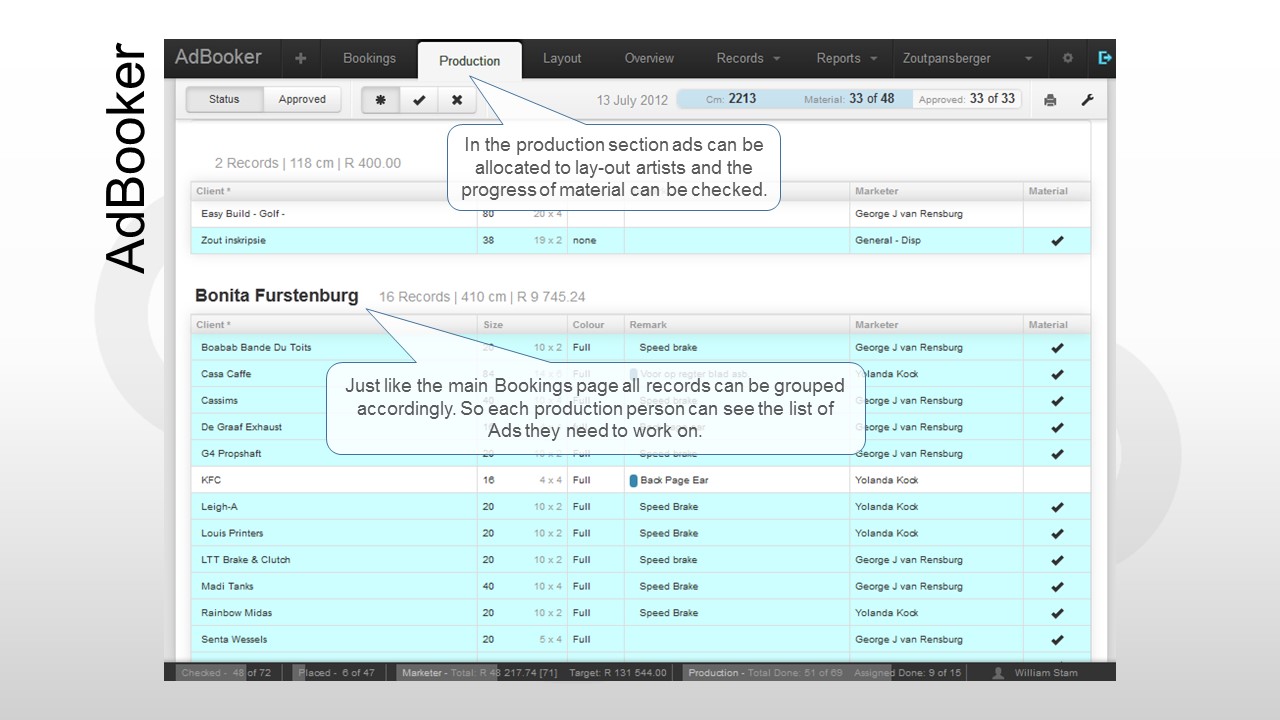 AdBooker
AdBooker + Bookings Production Layout Overview Records Reports Zoutpansberger
Status Approved 13 July 2012 Cm: 2213 Material: 33 of 48 Approved: 33 of 33
In the production section ads can be
allocated to lay-out artists and the
progress of material can be checked.
2 Records | 118 cm | R 400.00
Client * Marketer Material
Easy Build - Golf - 80 20 x 4 George J van Rensburg
Zout inskripsie 38 19 x 2 none General - Disp ✔
Bonita Furstenburg 16 Records | 410 cm | R 9 745.24
Client * Size Colour Remark Marketer Material
Boabab Bande Du Toits 10 x 2 Full Speed brake George J van Rensburg ✔
Casa Caffe 84 14 x 6 Full Voor op regter blad asb Yolanda Kock ✔
Just like the main Bookings page all records can be grouped
accordingly. So each production person can see the list of
Ads they need to work on.
Cassims 40 George J van Rensburg ✔
De Graaf Exhaust George J van Rensburg ✔
G4 Propshaft 20 10 x 2 Full Speed brake George J van Rensburg ✔
KFC 16 4 x 4 Full Back Page Ear Yolanda Kock
Leigh-A 20 10 x 2 Full Speed Brake Yolanda Kock ✔
Louis Printers 20 10 x 2 Full Speed Brake Yolanda Kock ✔
LTT Brake & Clutch 20 10 x 2 Full Speed brake George J van Rensburg ✔
Madi Tanks 40 10 x 4 Full Speed Brake George J van Rensburg ✔
Rainbow Midas 20 10 x 2 Full Speed Brake Yolanda Kock ✔
Senta Wessels 20 5 x 4 Full George J van Rensburg ✔
Checked - 48 of 72 Placed - 6 of 47 Marketer - Total: R 48 217.74 [71] Target: R 131 544.00 Production - Total Done: 51 of 69 Assigned Done: 9 of 15 William Stam